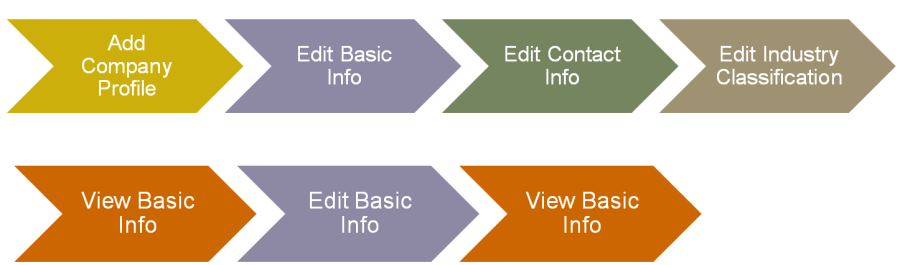 Add
Company
Profile
Edit Basic
Info
Edit Contact
Info
Edit Industry
Classification
View Basic
Info
Edit Basic
Info
View Basic
Info